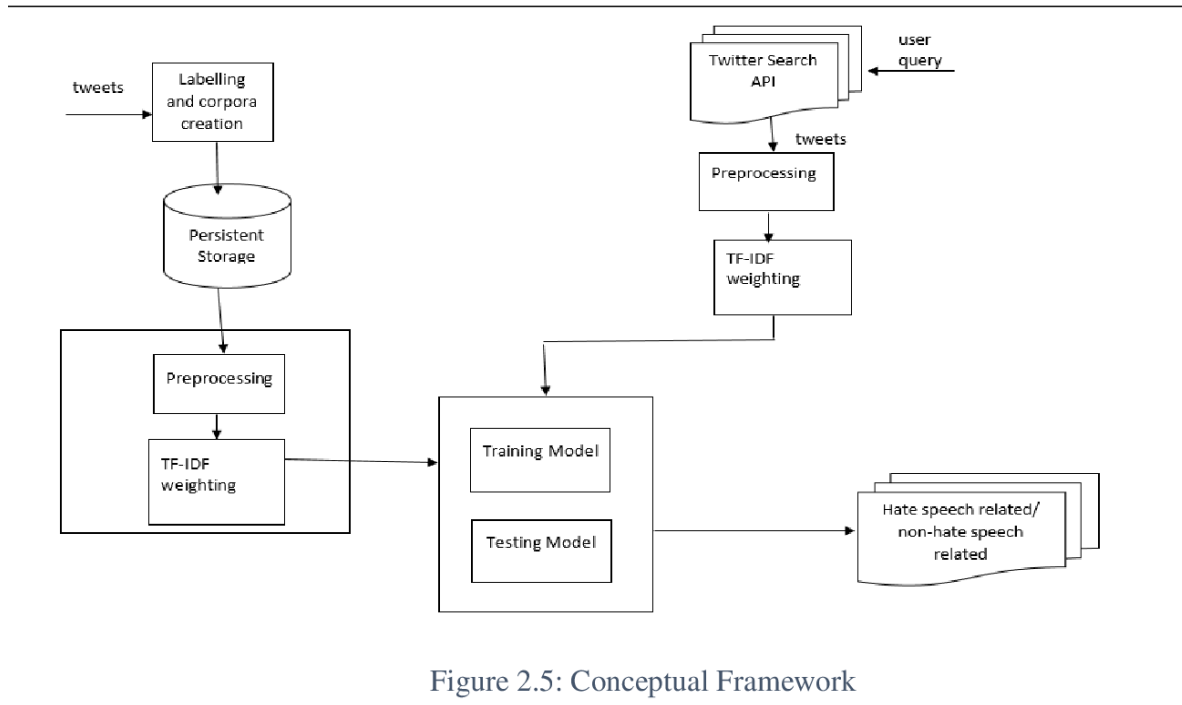 tweets
Labelling
and corpora
creation
Persistent
Storage
Preprocessing
TF-IDF
weighting
Twitter Search
API
user
query
tweets
Preprocessing
TF-IDF
weighting
Training Model
Testing Model
Hate speech related/
non-hate speech
related
Figure 2.5: Conceptual Framework